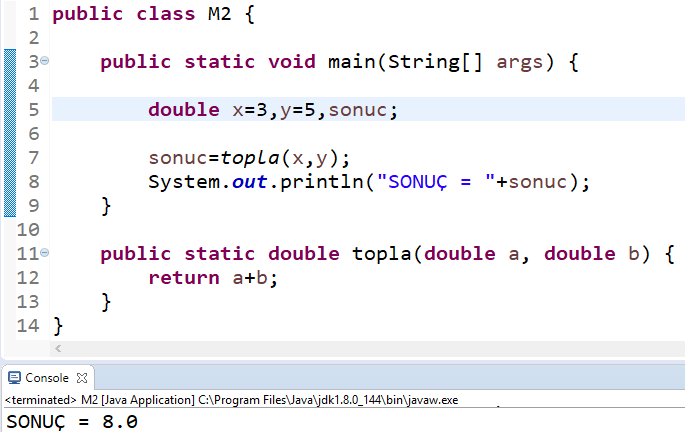 1 public class M2 {
2
3 public static void main(String[] args) {
4
5 double x=3,y=5,sonuc;
6
7 sonuc=topla(x,y);
8 System.out.println("SONUÇ = "+sonuc);
9 }
10
11 public static double topla(double a, double b) {
12 return a+b;
13 }
14 }
Console
<terminated> M2 [Java Application] C:\Program Files\Java\jdk1.8.0_144\bin\javaw.exe
SONUÇ = 8.0